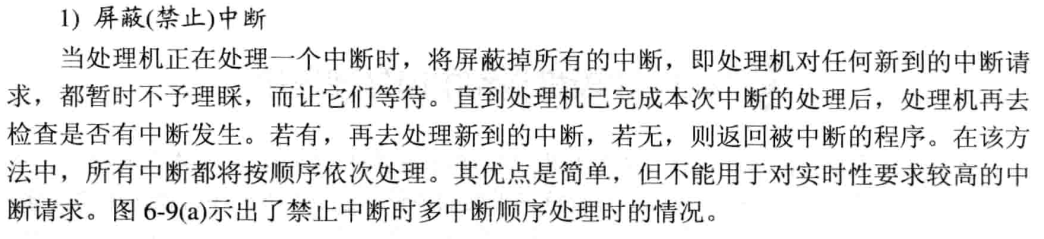 1) 屏蔽(禁止)中断
当处理机正在处理一个中断时，将屏蔽掉所有的中断，即处理机对任何新到的中断请
求，都暂时不予理睬，而让它们等待。直到处理机已完成本次中断的处理后，处理机再去
检查是否有中断发生。若有，再去处理新到的中断，若无，则返回被中断的程序。在该方
法中，所有中断都将按顺序依次处理。其优点是简单，但不能用于对实时性要求较高的中
断请求。图 6-9(a)示出了禁止中断时多中断顺序处理时的情况。